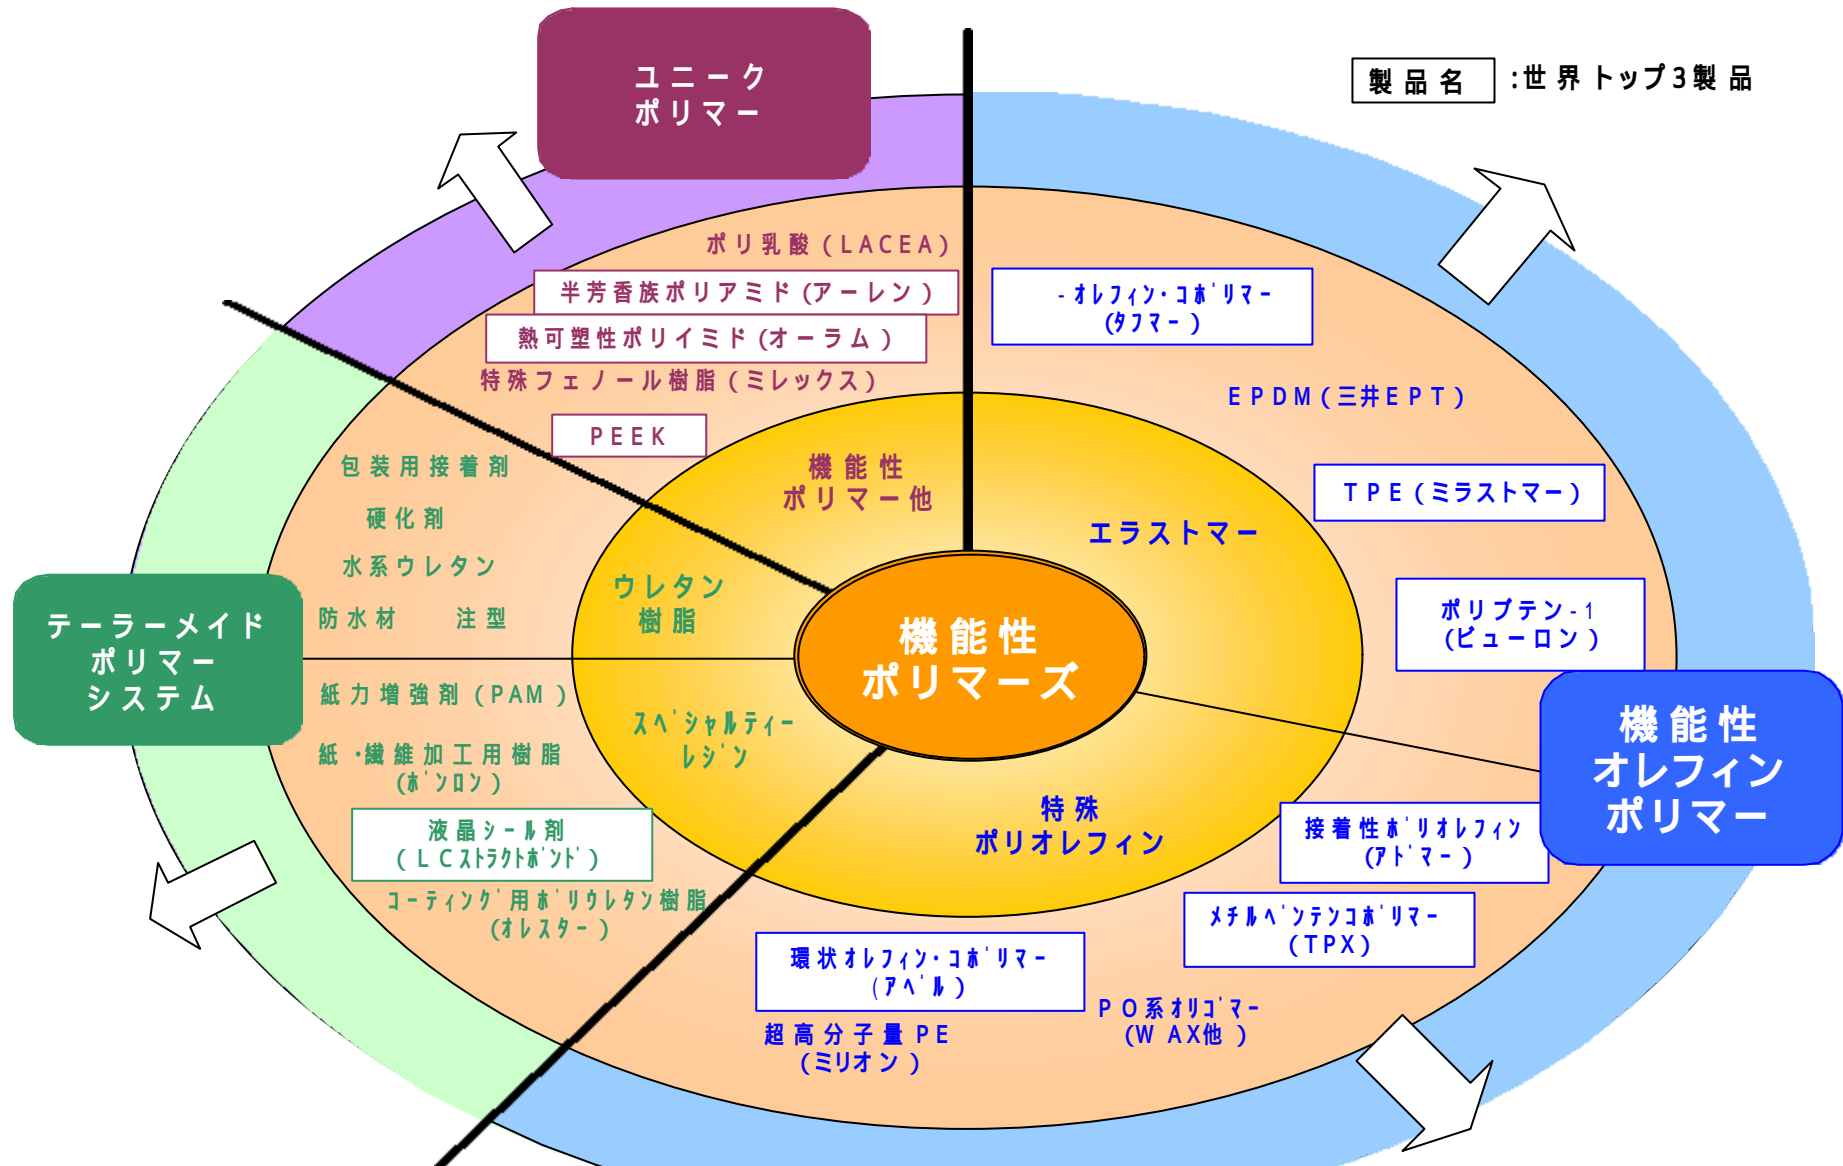 ユニーク
ポリマー
製品名 :世界トップ3製品
ポリ乳酸(LACEA)
半芳香族ポリアミド(アーレン)
熱可塑性ポリイミド(オーラム)
特殊フェノール樹脂(ミレックス)
PEEK
機能性
ポリマー他
-オレフィン・コポリマー
(タフマー)
EPDM(三井EPT)
TPE(ミラストマー)
エラストマー
ポリブテン-1
(ビューロン)
包装用接着剤
硬化剤
水系ウレタン
防水材 注型
ウレタン
樹脂
テーラーメイド
ポリマー
システム
機能性
ポリマーズ
紙力増強剤(PAM)
紙・繊維加工用樹脂
(ボンロン)
液晶シール剤
(LCストラクトボンド)
コーティング用ポリウレタン樹脂
(オレスター)
スペシャルティー
レジン
特殊
ポリオレフィン
機能性
オレフィン
ポリマー
接着性ポリオレフィン
(アドマー)
メチルペンテンコポリマー
(TPX)
環状オレフィン・コポリマー
(アペル)
PO系オリゴマー
(WAX他)
超高分子量PE
(ミリオン)